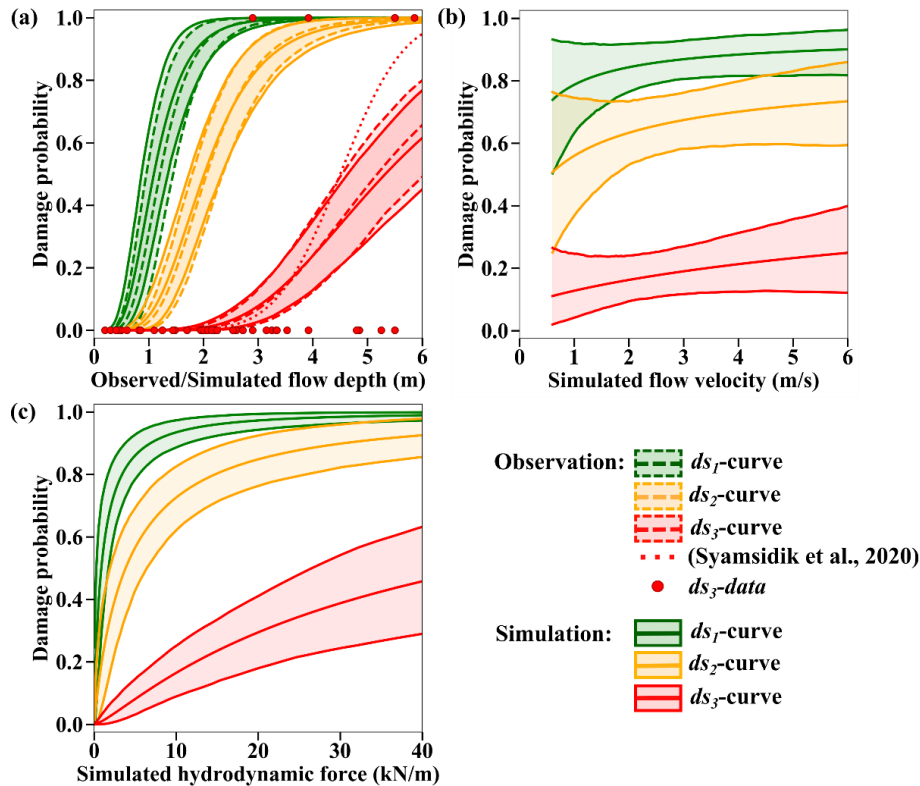 (a)
Damage probability
1.0
0.8
0.6
0.4
0.2
0.0
0 1 2 3 4 5 6
Observed/Simulated flow depth (m)
(b)
Damage probability
1.0
0.8
0.6
0.4
0.2
0.0
0 1 2 3 4 5 6
Simulated flow velocity (m/s)
(c)
Damage probability
1.0
0.8
0.6
0.4
0.2
0.0
0 10 20 30 40
Simulated hydrodynamic force (kN/m)
Observation: ds1-curve
ds2-curve
ds3-curve
(Syamsidik et al., 2020)
ds3-data
Simulation: ds1-curve
ds2-curve
ds3-curve